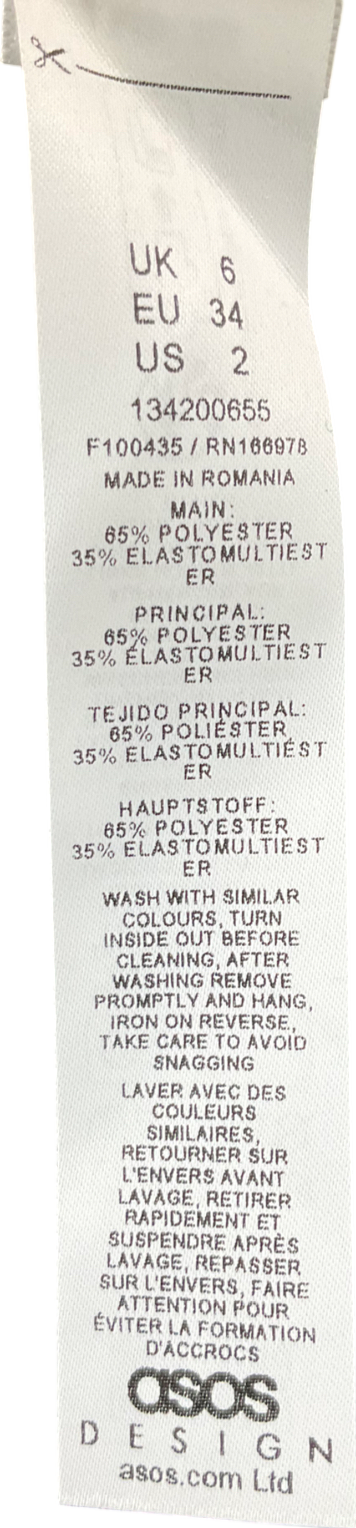 UK 6
EU 34
US 2
134200655
F100435 / RN166978
MADE IN ROMANIA
MAIN:
65% POLYESTER
35% ELASTOMULTIEST
ER
PRINCIPAL:
65% POLYESTER
35% ÉLASTOMULTIEST
ER
TEJIDO PRINCIPAL:
65% POLIÉSTER
35% ELASTOMULTIÉST
ER
HAUPTSTOFF:
65% POLYESTER
35% ELASTOMULTIEST
ER
WASH WITH SIMILAR
COLOURS, TURN
INSIDE OUT BEFORE
CLEANING, AFTER
WASHING REMOVE
PROMPTLY AND HANG,
IRON ON REVERSE,
TAKE CARE TO AVOID
SNAGGING
LAVER AVEC DES
COULEURS
SIMILAIRES,
RETOURNER SUR
L'ENVERS AVANT
LAVAGE, RETIRER
RAPIDEMENT ET
SUSPENDRE APRÈS
LAVAGE, REPASSER
SUR L'ENVERS, FAIRE
ATTENTION POUR
ÉVITER LA FORMATION
D'ACCROCS
asos
DESIGN
asos.com Ltd